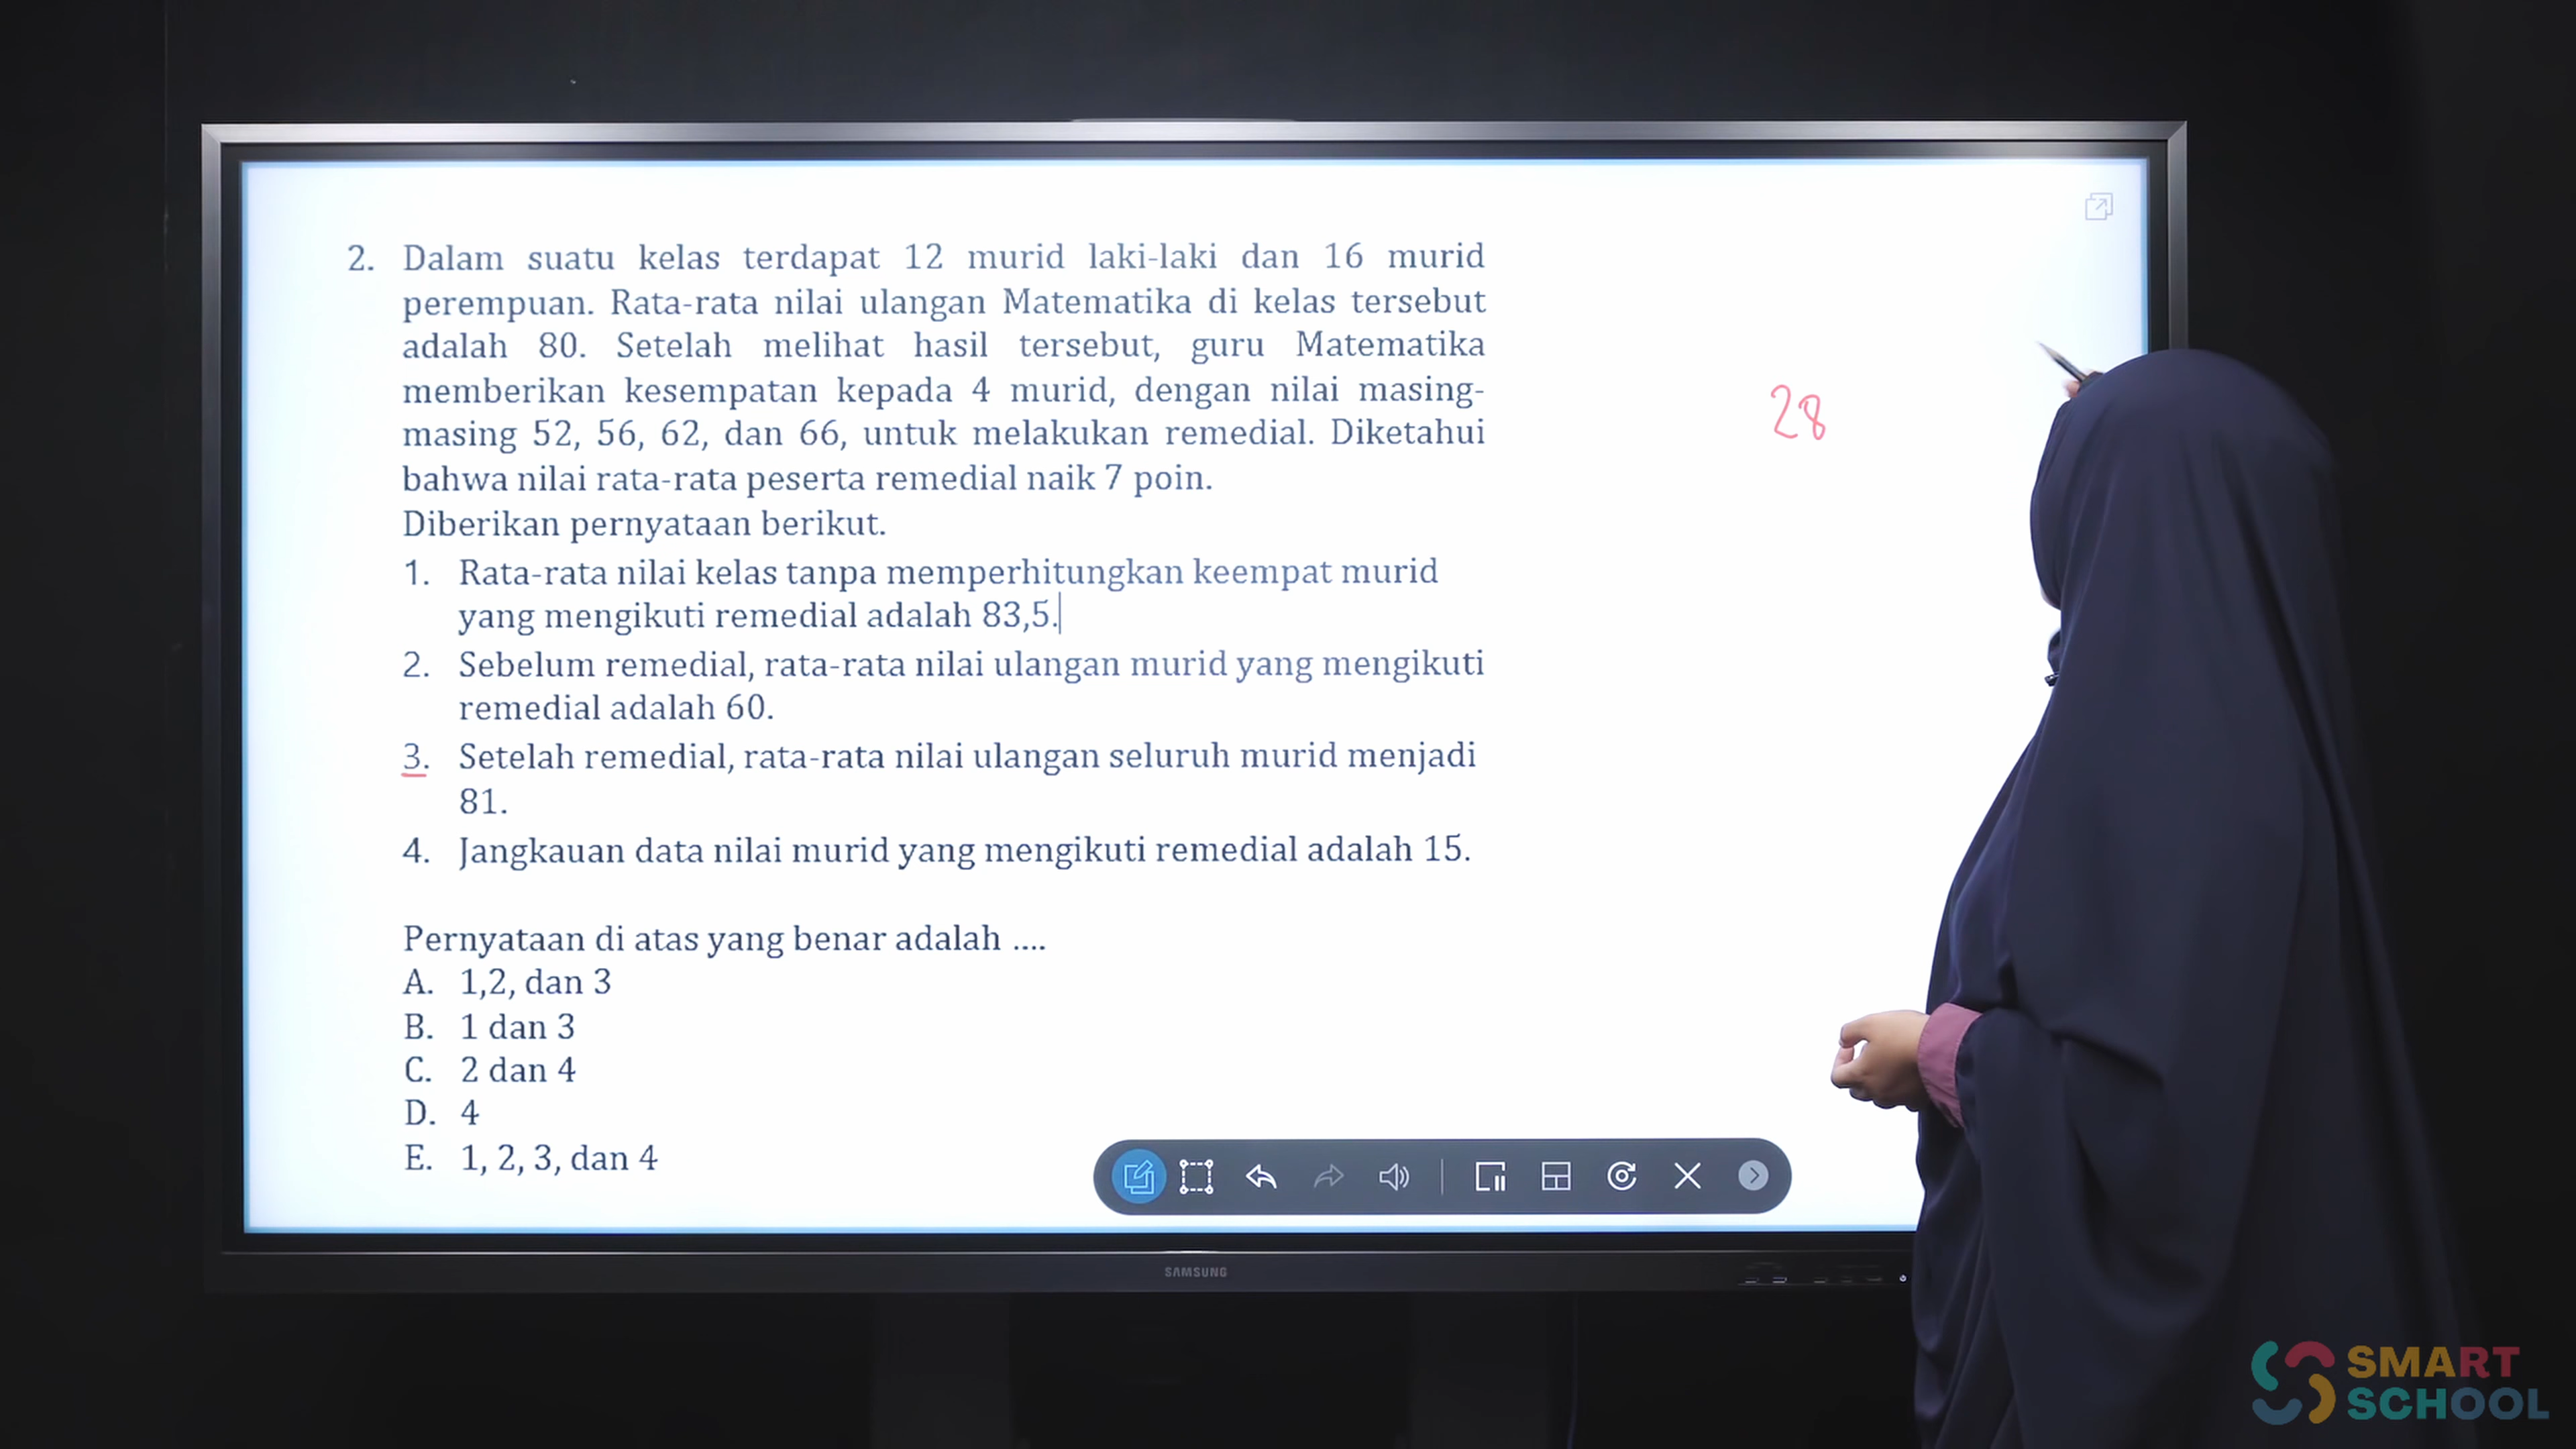 2. Dalam suatu kelas terdapat 12 murid laki-laki dan 16 murid
perempuan. Rata-rata nilai ulangan Matematika di kelas tersebut
adalah 80. Setelah melihat hasil tersebut, guru Matematika
memberikan kesempatan kepada 4 murid, dengan nilai masing-
masing 52, 56, 62, dan 66, untuk melakukan remedial. Diketahui
bahwa nilai rata-rata peserta remedial naik 7 poin.
Diberikan pernyataan berikut.
1. Rata-rata nilai kelas tanpa memperhitungkan keempat murid
yang mengikuti remedial adalah 83,5.
2. Sebelum remedial, rata-rata nilai ulangan murid yang mengikuti
remedial adalah 60.
3. Setelah remedial, rata-rata nilai ulangan seluruh murid menjadi
81.
4. Jangkauan data nilai murid yang mengikuti remedial adalah 15.
Pernyataan di atas yang benar adalah ....
A. 1,2, dan 3
B. 1 dan 3
C. 2 dan 4
D. 4
E. 1, 2, 3, dan 4
28
SAMSUNG
SMART
SCHOOL